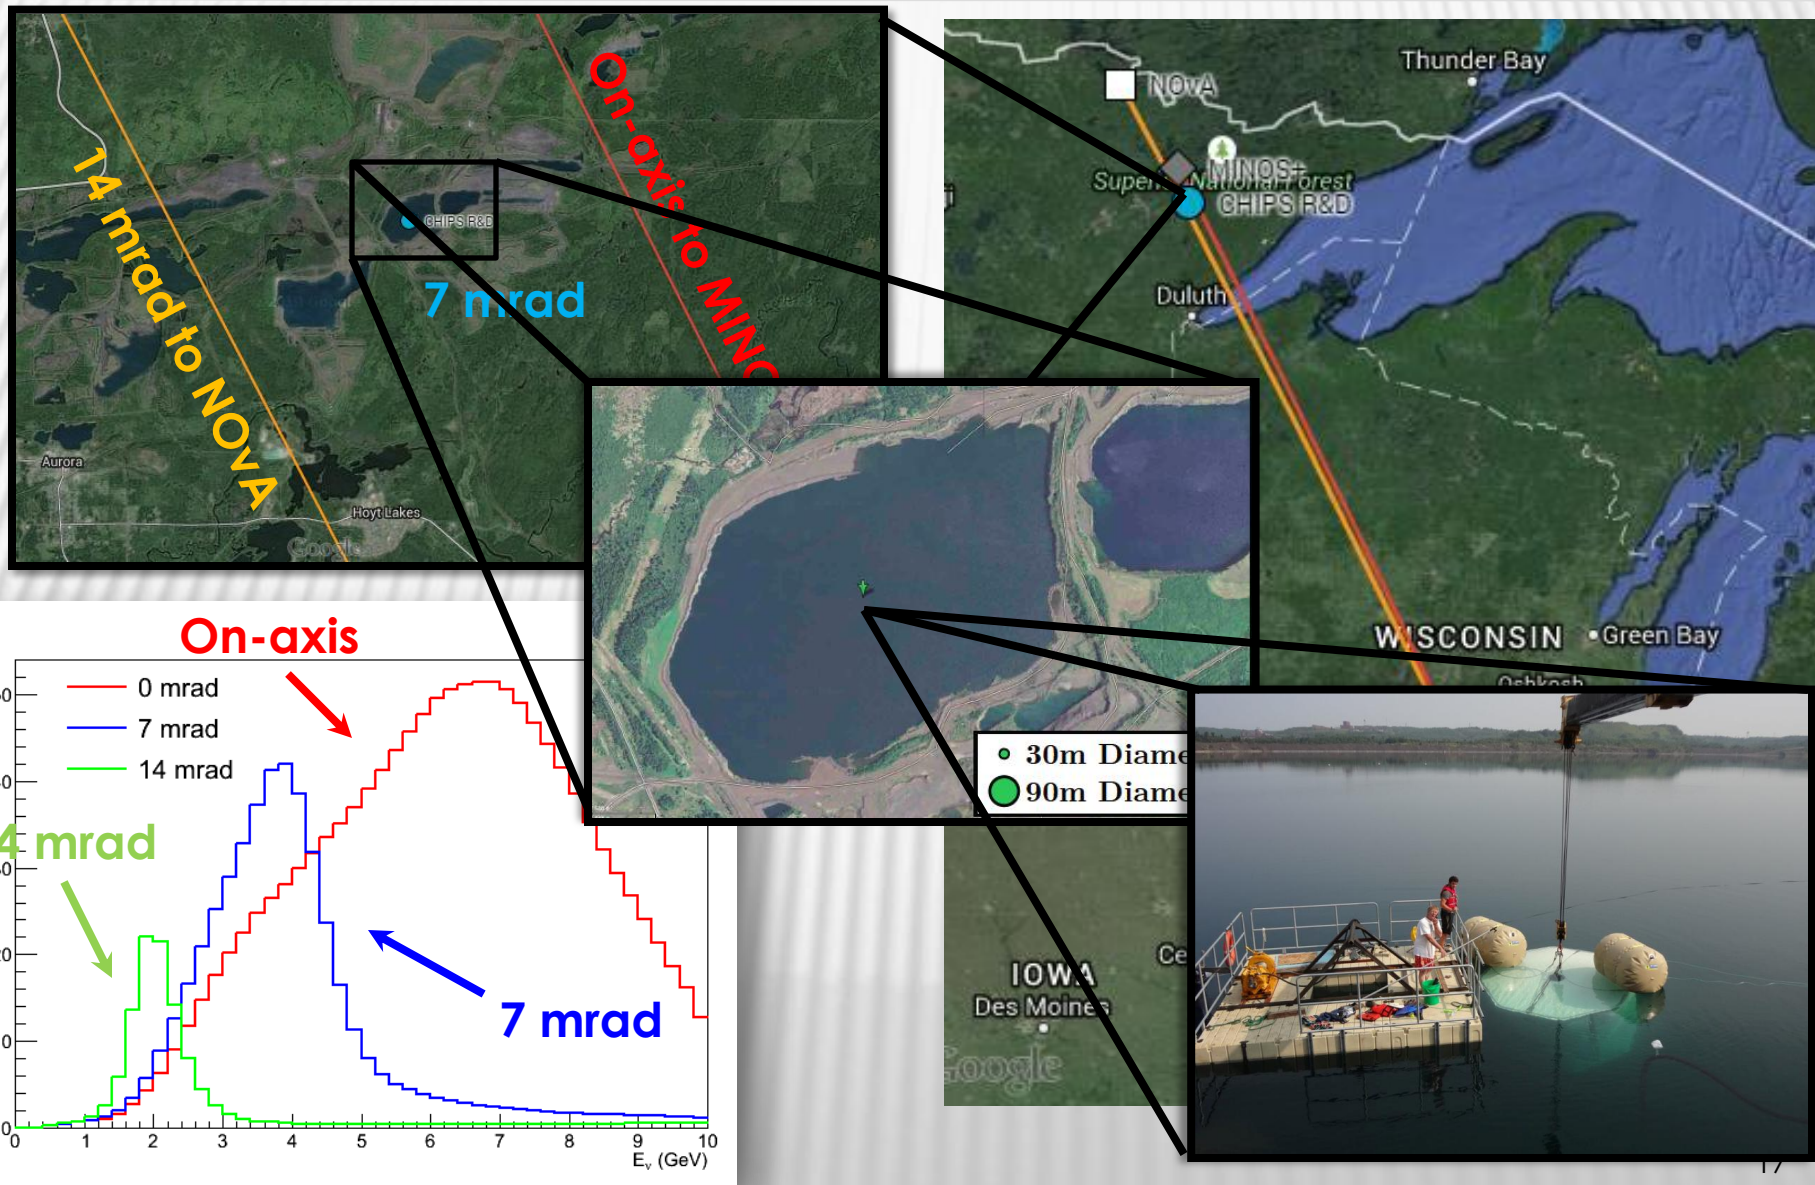 14 mrad to NOvA
On-axis to MINO
CHIPS R&D
7 mrad
Aurora
Hoyt Lakes
Google
Thunder Bay
NOvA
MINOS+
National Forest
CHIPS R&D
Duluth
WISCONSIN
Green Bay
Oshkosh
30m Diame
90m Diame
IOWA
Ce
Des Moines
Google
On-axis
0 mrad
7 mrad
14 mrad
4 mrad
7 mrad
0 1 2 3 4 5 6 7 8 9 10
Eν (GeV)
17